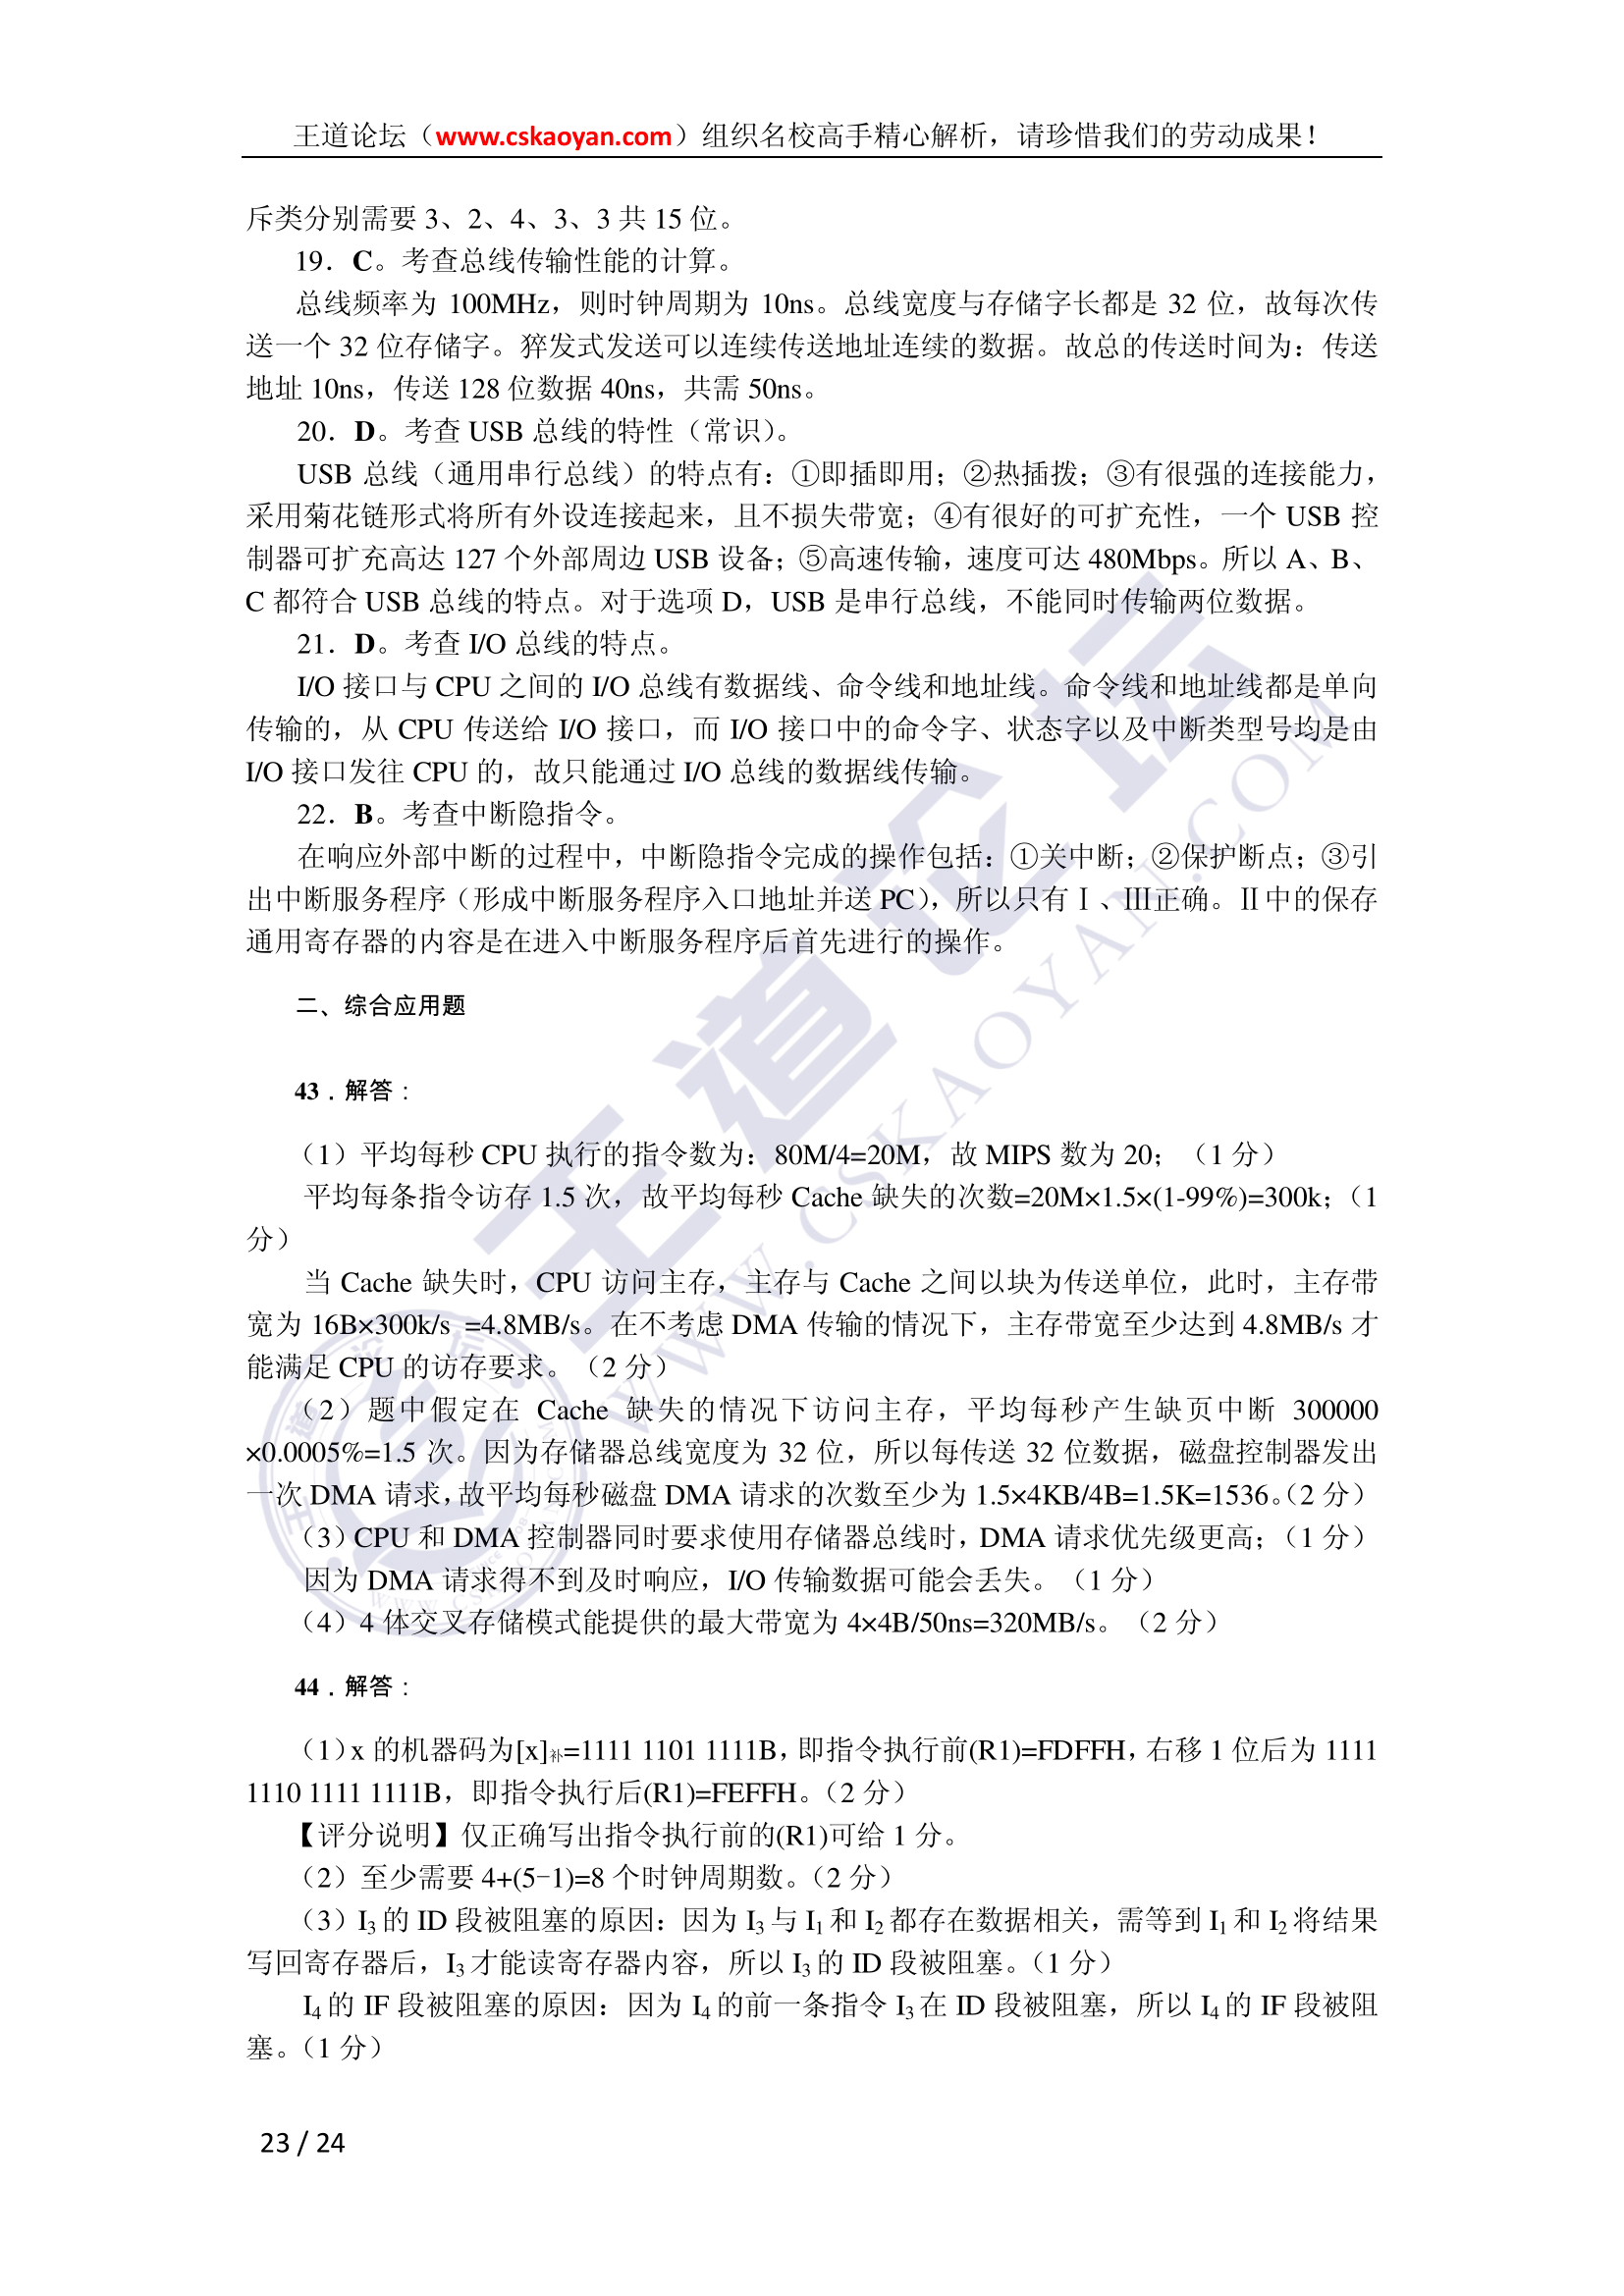 王道论坛（www.cskaoyan.com）组织名校高手精心解析，请珍惜我们的劳动成果！
斥类分别需要 3、2、4、3、3 共 15 位。
19．C。考查总线传输性能的计算。
总线频率为 100MHz，则时钟周期为 10ns。总线宽度与存储字长都是 32 位，故每次传
送一个 32 位存储字。猝发式发送可以连续传送地址连续的数据。故总的传送时间为：传送
地址 10ns，传送 128 位数据 40ns，共需 50ns。
20．D。考查 USB 总线的特性（常识）。
USB 总线（通用串行总线）的特点有：①即插即用；②热插拨；③有很强的连接能力，
采用菊花链形式将所有外设连接起来，且不损失带宽；④有很好的可扩充性，一个 USB 控
制器可扩充高达 127 个外部周边 USB 设备；⑤高速传输，速度可达 480Mbps。所以 A、B、
C 都符合 USB 总线的特点。对于选项 D，USB 是串行总线，不能同时传输两位数据。
21．D。考查 I/O 总线的特点。
I/O 接口与 CPU 之间的 I/O 总线有数据线、命令线和地址线。命令线和地址线都是单向
传输的，从 CPU 传送给 I/O 接口，而 I/O 接口中的命令字、状态字以及中断类型号均是由
I/O 接口发往 CPU 的，故只能通过 I/O 总线的数据线传输。
22．B。考查中断隐指令。
在响应外部中断的过程中，中断隐指令完成的操作包括：①关中断；②保护断点；③引
出中断服务程序（形成中断服务程序入口地址并送 PC），所以只有Ⅰ、Ⅲ正确。Ⅱ中的保存
通用寄存器的内容是在进入中断服务程序后首先进行的操作。
二、综合应用题
43．解答：
（1）平均每秒 CPU 执行的指令数为：80M/4=20M，故 MIPS 数为 20；（1 分）
平均每条指令访存 1.5 次，故平均每秒 Cache 缺失的次数=20M×1.5×(1-99%)=300k；（1
分）
当 Cache 缺失时，CPU 访问主存，主存与 Cache 之间以块为传送单位，此时，主存带
宽为 16B×300k/s =4.8MB/s。在不考虑 DMA 传输的情况下，主存带宽至少达到 4.8MB/s 才
能满足 CPU 的访存要求。（2 分）
（2）题中假定在 Cache 缺失的情况下访问主存，平均每秒产生缺页中断 300000
×0.0005%=1.5 次。因为存储器总线宽度为 32 位，所以每传送 32 位数据，磁盘控制器发出
一次 DMA 请求，故平均每秒磁盘 DMA 请求的次数至少为 1.5×4KB/4B=1.5K=1536。（2 分）
（3）CPU 和 DMA 控制器同时要求使用存储器总线时，DMA 请求优先级更高；（1 分）
因为 DMA 请求得不到及时响应，I/O 传输数据可能会丢失。（1 分）
（4）4 体交叉存储模式能提供的最大带宽为 4×4B/50ns=320MB/s。（2 分）
44．解答：
（1）x 的机器码为[x]补=1111 1101 1111B，即指令执行前(R1)=FDFFH，右移 1 位后为 1111
1110 1111 1111B，即指令执行后(R1)=FEFFH。（2 分）
【评分说明】仅正确写出指令执行前的(R1)可给 1 分。
（2）至少需要 4+(5-1)=8 个时钟周期数。（2 分）
（3）I3 的 ID 段被阻塞的原因：因为 I3 与 I1 和 I2 都存在数据相关，需等到 I1 和 I2 将结果
写回寄存器后，I3 才能读寄存器内容，所以 I3 的 ID 段被阻塞。（1 分）
I4 的 IF 段被阻塞的原因：因为 I4 的前一条指令 I3 在 ID 段被阻塞，所以 I4 的 IF 段被阻
塞。（1 分）
23 / 24
王道论坛
WWW.CSKAOYAN.COM